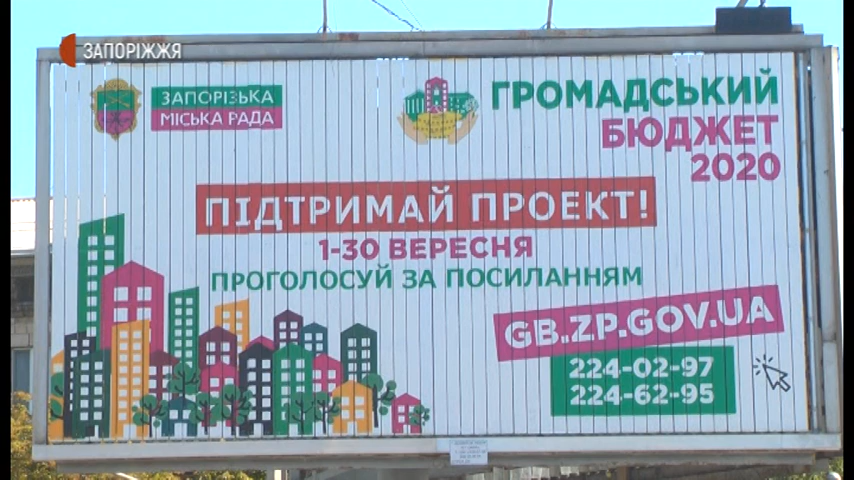 ЗАПОРІЖЖЯ
ЗАПОРІЗЬКА
МІСЬКА РАДА
ГРОМАДСЬКИЙ
БЮДЖЕТ
2020
ПІДТРИМАЙ ПРОЕКТ!
1-30 ВЕРЕСНЯ
ПРОГОЛОСУЙ ЗА ПОСИЛАННЯМ
GB.ZP.GOV.UA
224-02-97
224-62-95